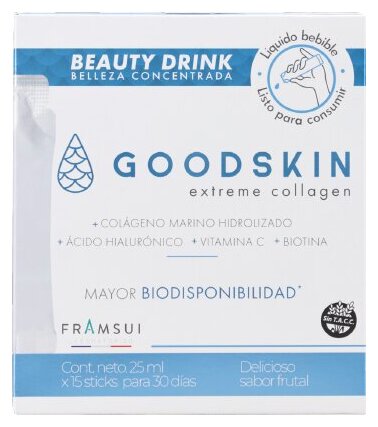 BEAUTY DRINK
BELLEZA CONCENTRADA
Líquido bebible
Listo para consumir
GOODSKIN
extreme collagen
+COLÁGENO MARINO HIDROLIZADO
+ÁCIDO HIALURÓNICO +VITAMINA C +BIOTINA
MAYOR BIODISPONIBILIDAD*
Sin T.A.C.C.
FRAMSUI
Cont. neto. 25 ml
x 15 sticks para 30 días
Delicioso
sabor frutal